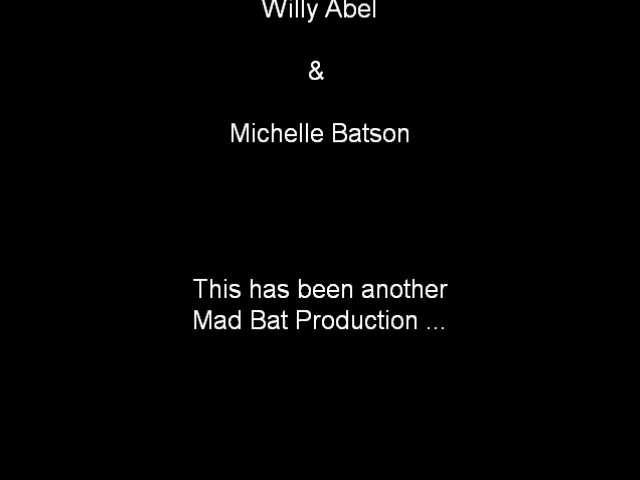 Willy Abel
&
Michelle Batson
This has been another
Mad Bat Production ...